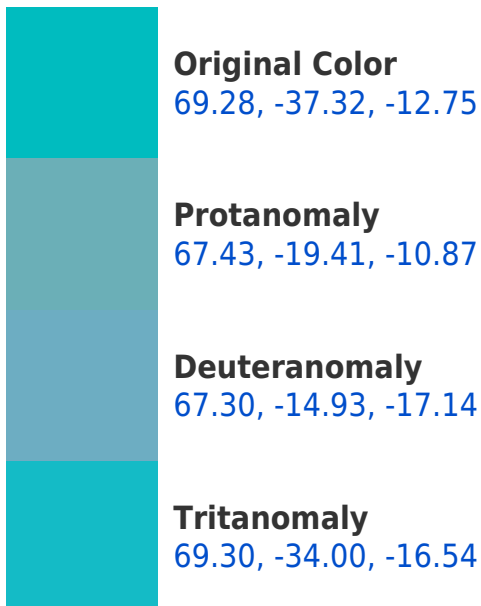 Original Color
69.28, -37.32, -12.75
Protanomaly
67.43, -19.41, -10.87
Deuteranomaly
67.30, -14.93, -17.14
Tritanomaly
69.30, -34.00, -16.54